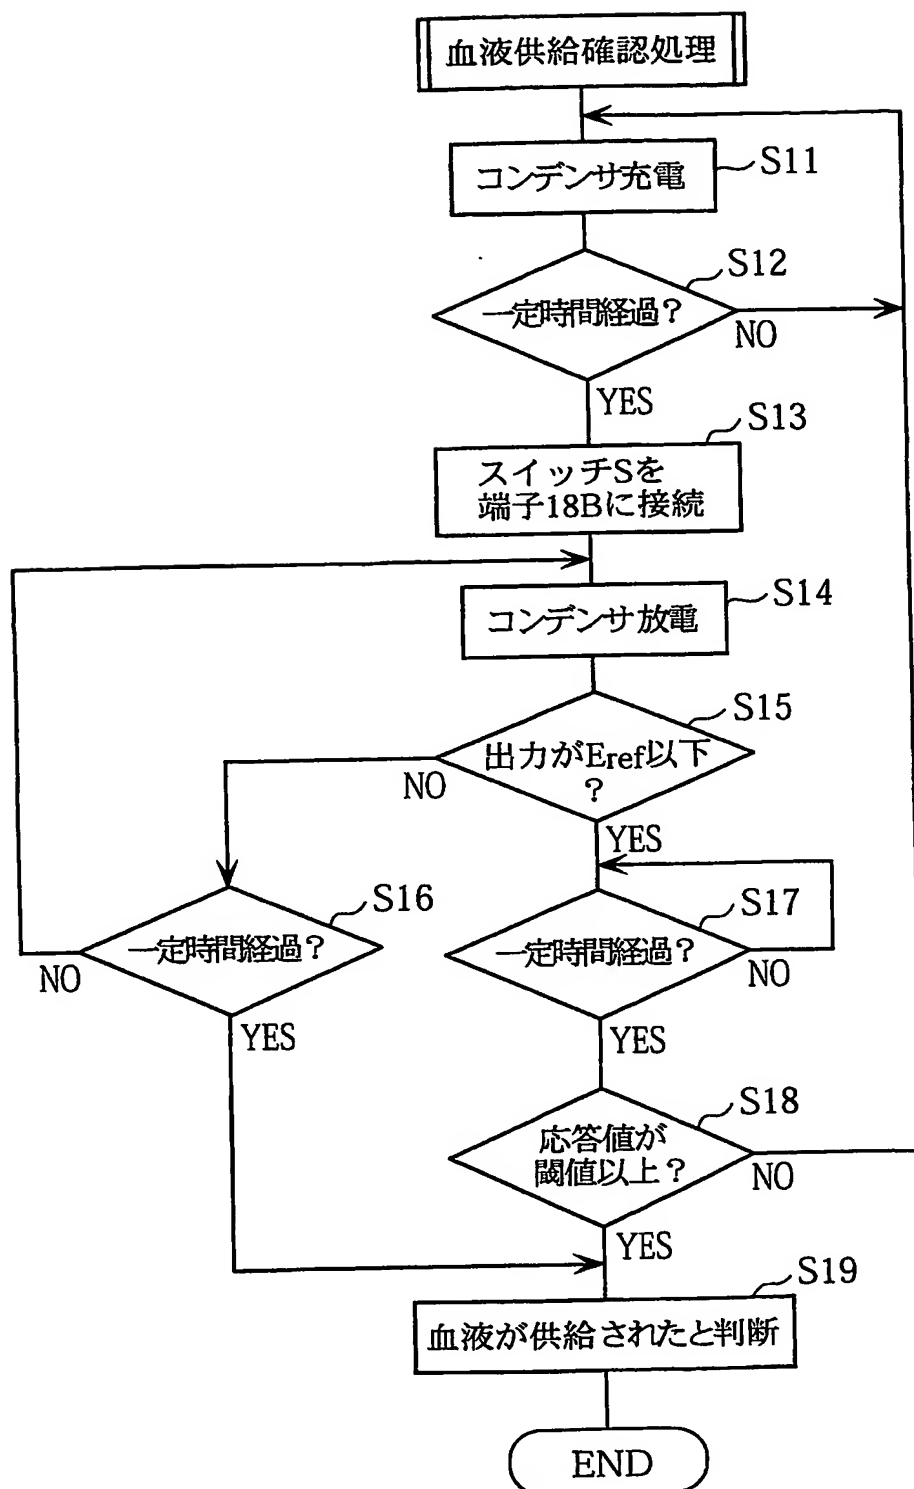 血液供給確認処理
コンデンサ充電
S11
一定時間経過?
S12
NO
YES
S13
スイッチSを
端子18Bに接続
コンデンサ放電
S14
S15
出力がEref以下
?
NO
YES
S16
一定時間経過?
NO
YES
S17
一定時間経過?
NO
YES
S18
応答値が
閾値以上?
NO
YES
S19
血液が供給されたと判断
END